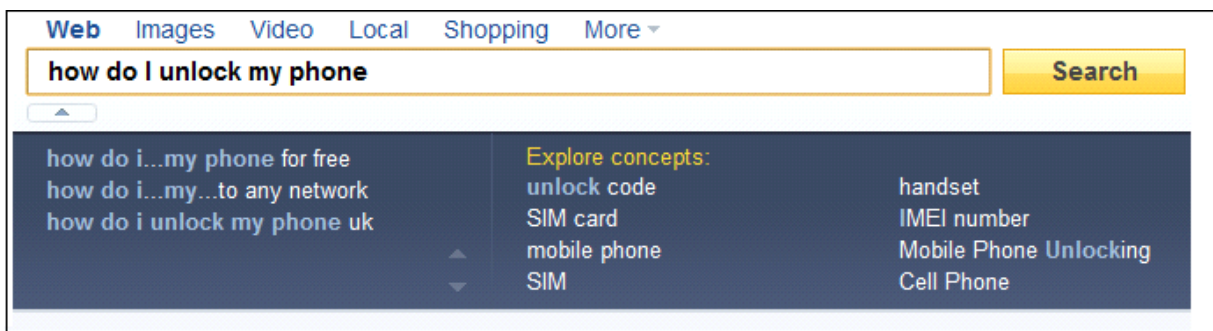 Web Images Video Local Shopping More
how do I unlock my phone
Search
how do i...my phone for free
how do i...my...to any network
how do i unlock my phone uk
Explore concepts:
unlock code
SIM card
mobile phone
SIM
handset
IMEI number
Mobile Phone Unlocking
Cell Phone